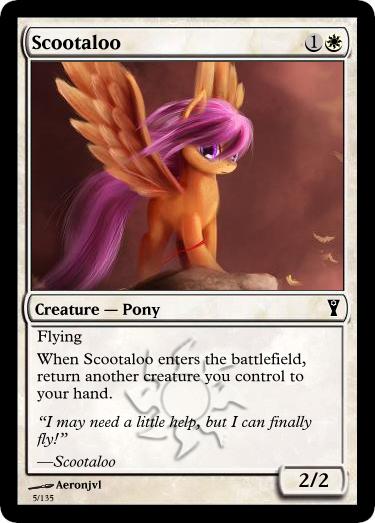 Scootaloo 1
Creature — Pony
Flying
When Scootaloo enters the battlefield,
return another creature you control to
your hand.
“I may need a little help, but I can finally
fly!”
—Scootaloo
2/2
Aeronjvl
5/135